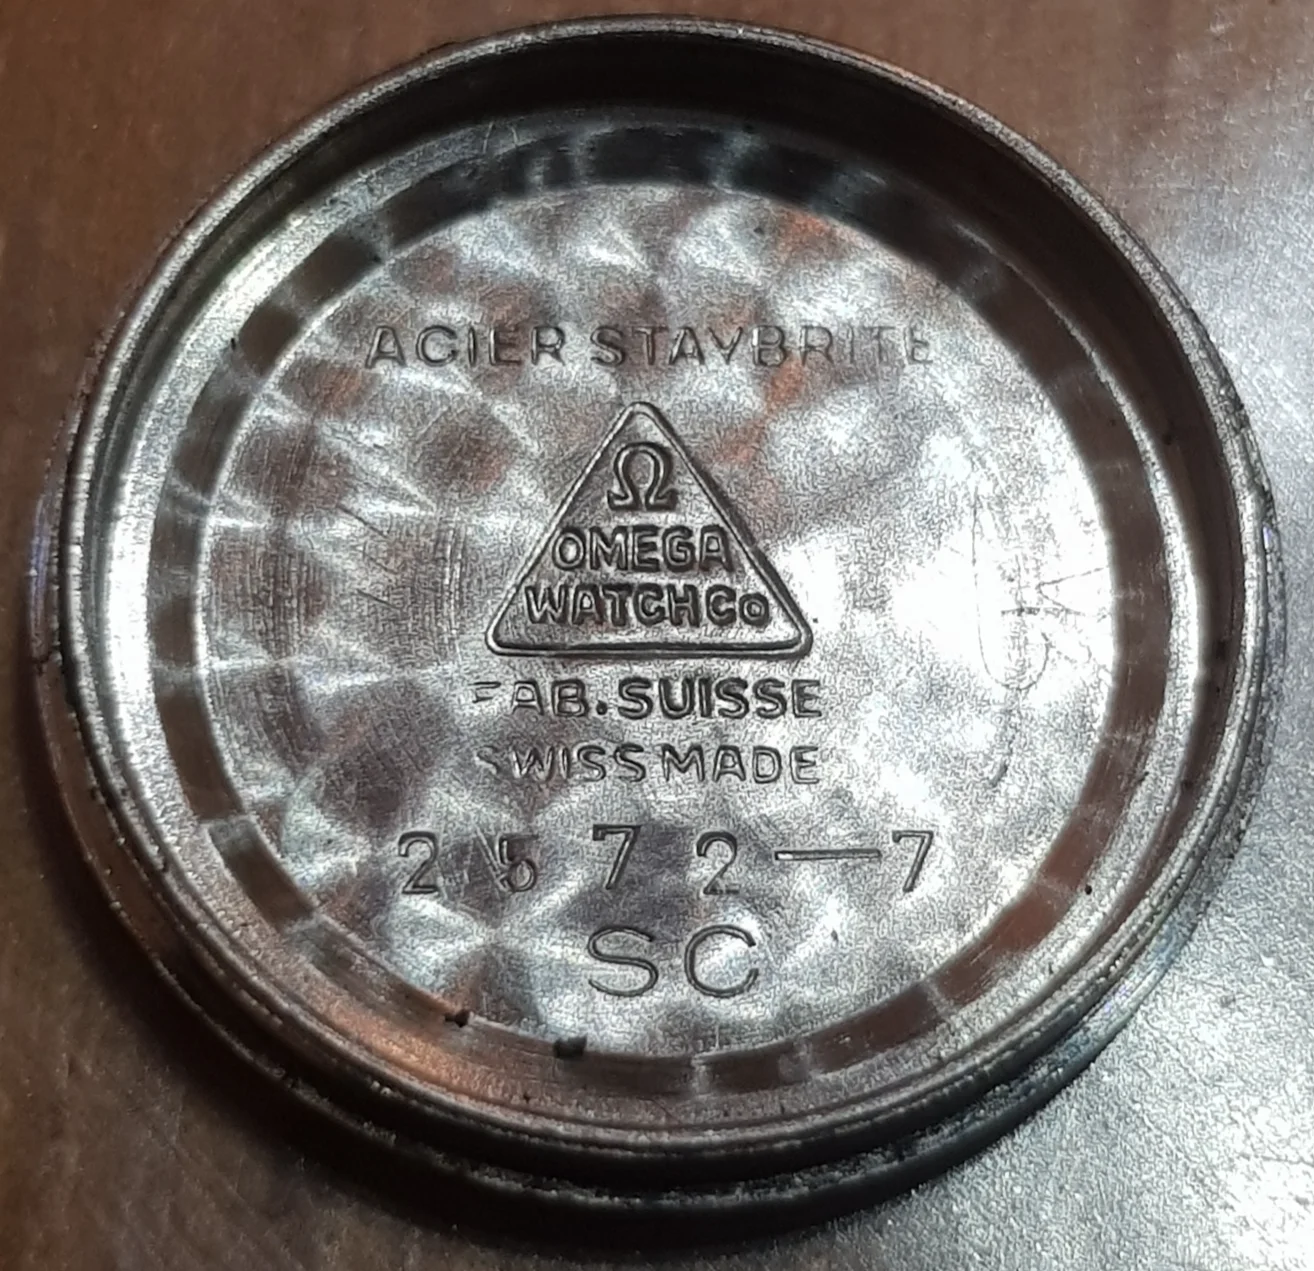 ACIER STAYBRITE
Ω
OMEGA
WATCH Co
FAB. SUISSE
SWISS MADE
2572—7
SC